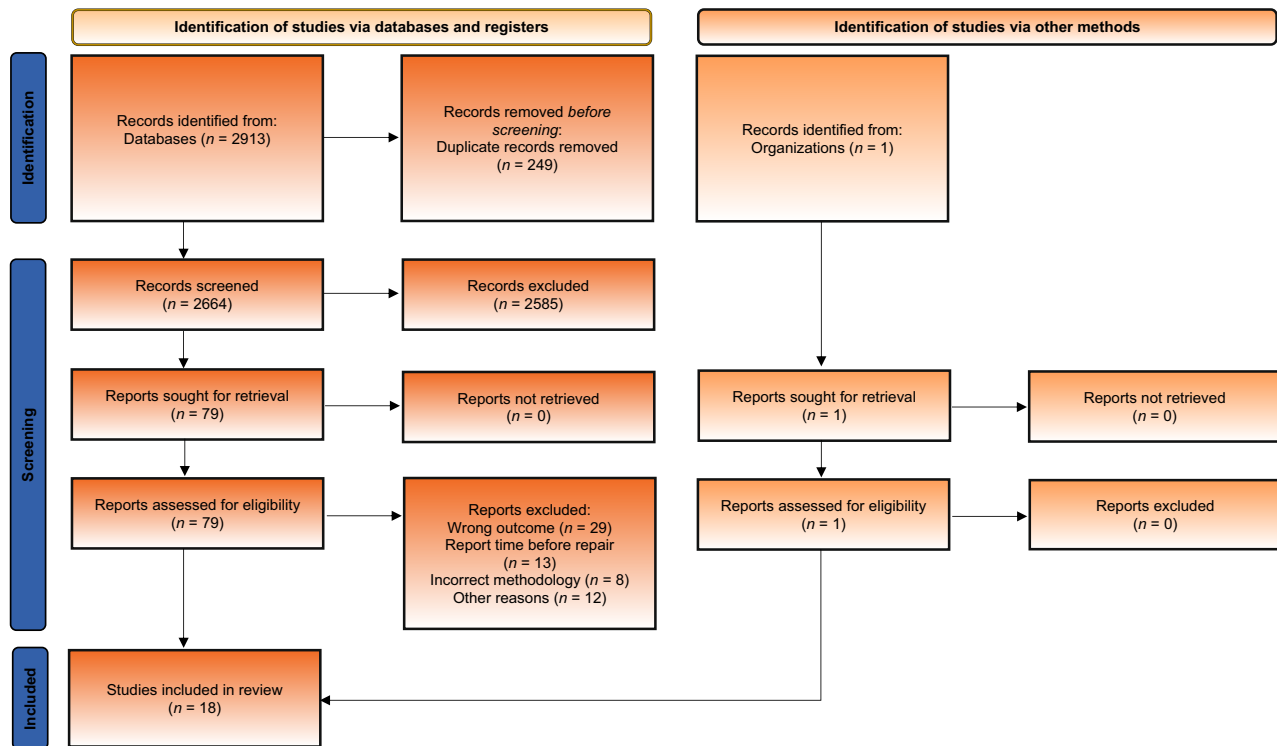 Identification of studies via databases and registers
Identification of studies via other methods
Identification
Records identified from:
Databases (n = 2913)
Records removed before
screening:
Duplicate records removed
(n = 249)
Records identified from:
Organizations (n = 1)
Screening
Records screened
(n = 2664)
Records excluded
(n = 2585)
Reports sought for retrieval
(n = 79)
Reports not retrieved
(n = 0)
Reports sought for retrieval
(n = 1)
Reports not retrieved
(n = 0)
Reports assessed for eligibility
(n = 79)
Reports excluded:
Wrong outcome (n = 29)
Report time before repair
(n = 13)
Incorrect methodology (n = 8)
Other reasons (n = 12)
Reports assessed for eligibility
(n = 1)
Reports excluded
(n = 0)
Included
Studies included in review
(n = 18)